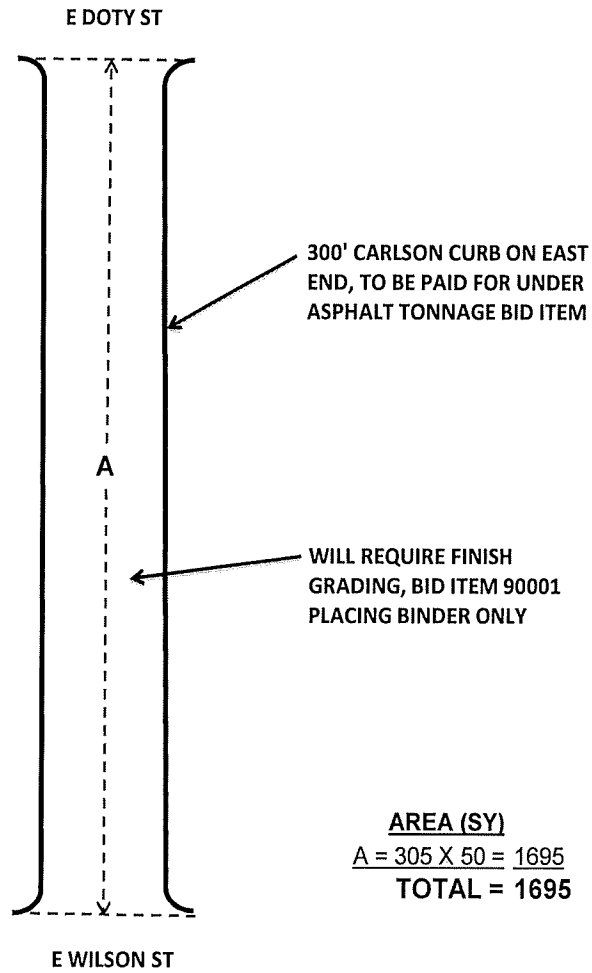 E DOTY ST
300' CARLSON CURB ON EAST
END, TO BE PAID FOR UNDER
ASPHALT TONNAGE BID ITEM
A
WILL REQUIRE FINISH
GRADING, BID ITEM 90001
PLACING BINDER ONLY
AREA (SY)
A = 305 X 50 = 1695
TOTAL = 1695
E WILSON ST